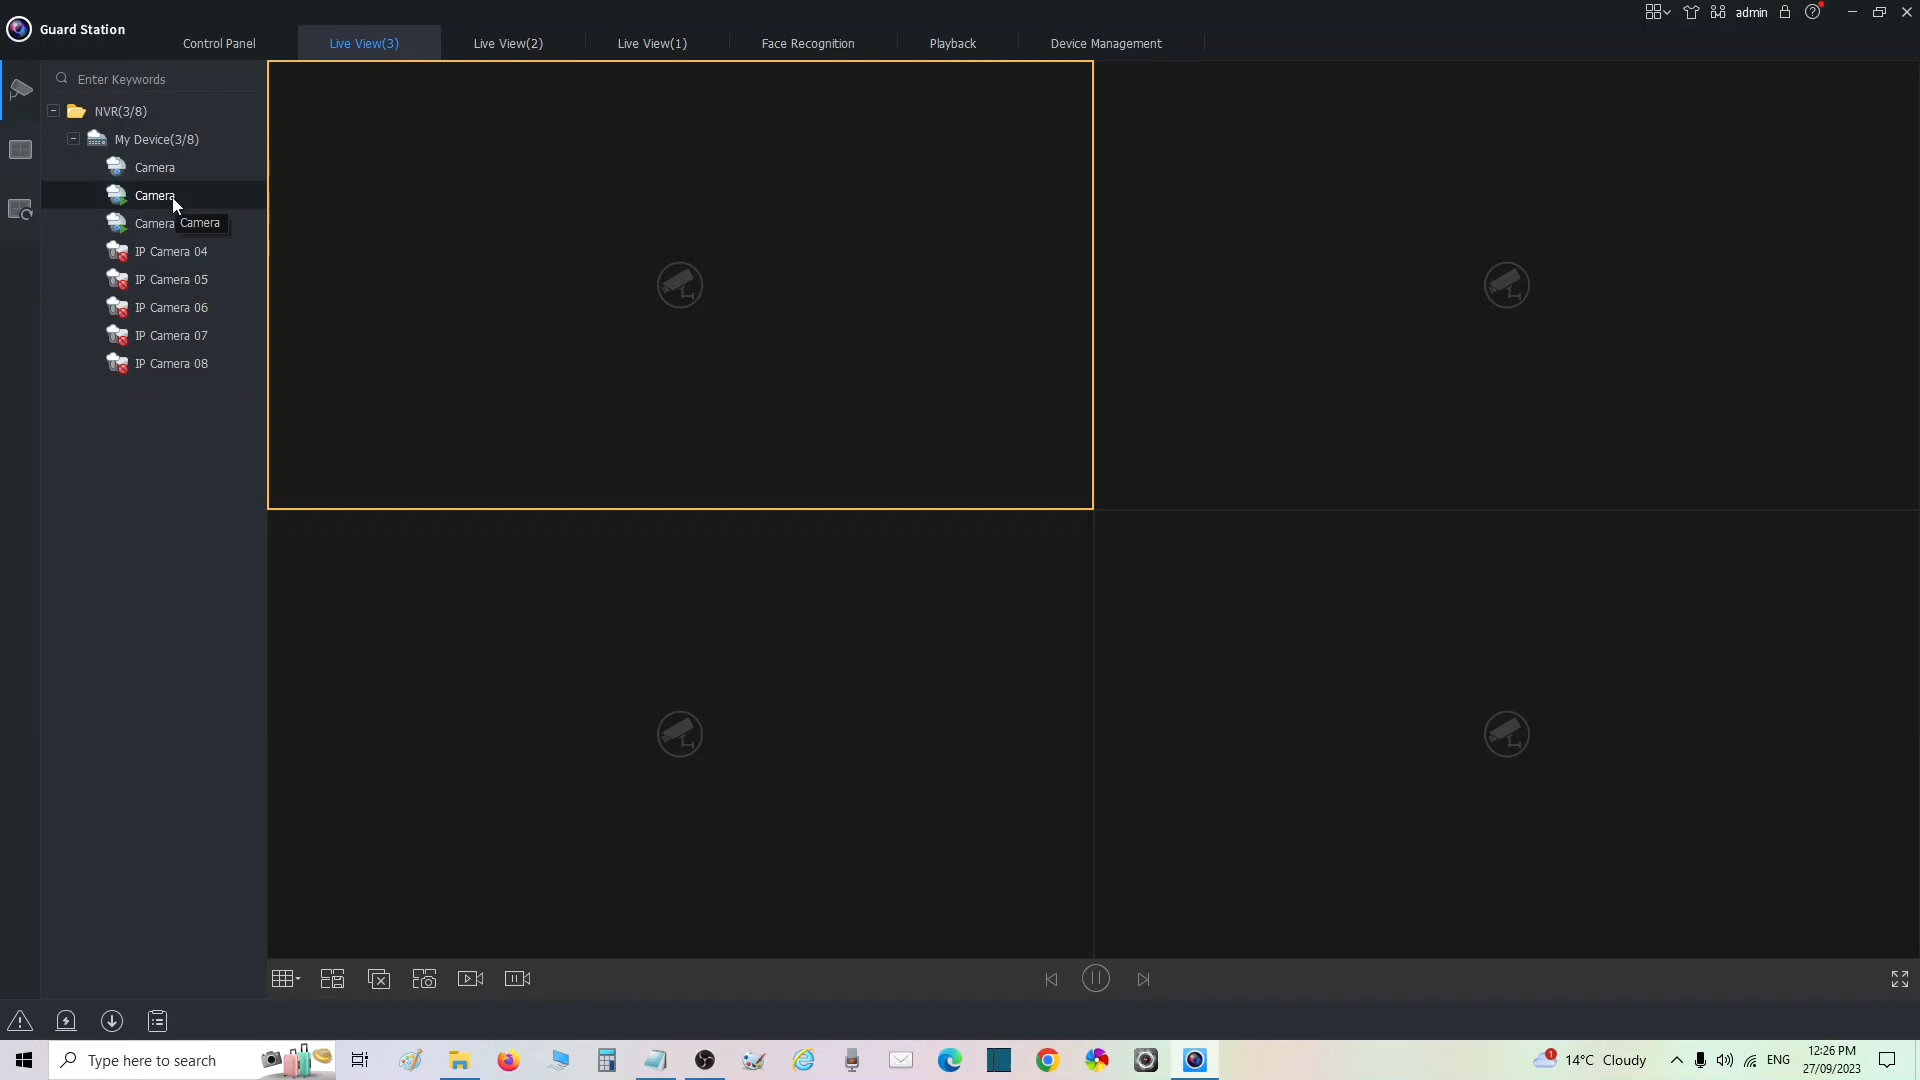 Guard Station
admin
Control Panel
Live View(3)
Live View(2)
Live View(1)
Face Recognition
Playback
Device Management
Enter Keywords
NVR(3/8)
My Device(3/8)
Camera
Camera
Camera
Camera
IP Camera 04
IP Camera 05
IP Camera 06
IP Camera 07
IP Camera 08
Type here to search
1
14°C Cloudy
ENG
12:26 PM
27/09/2023